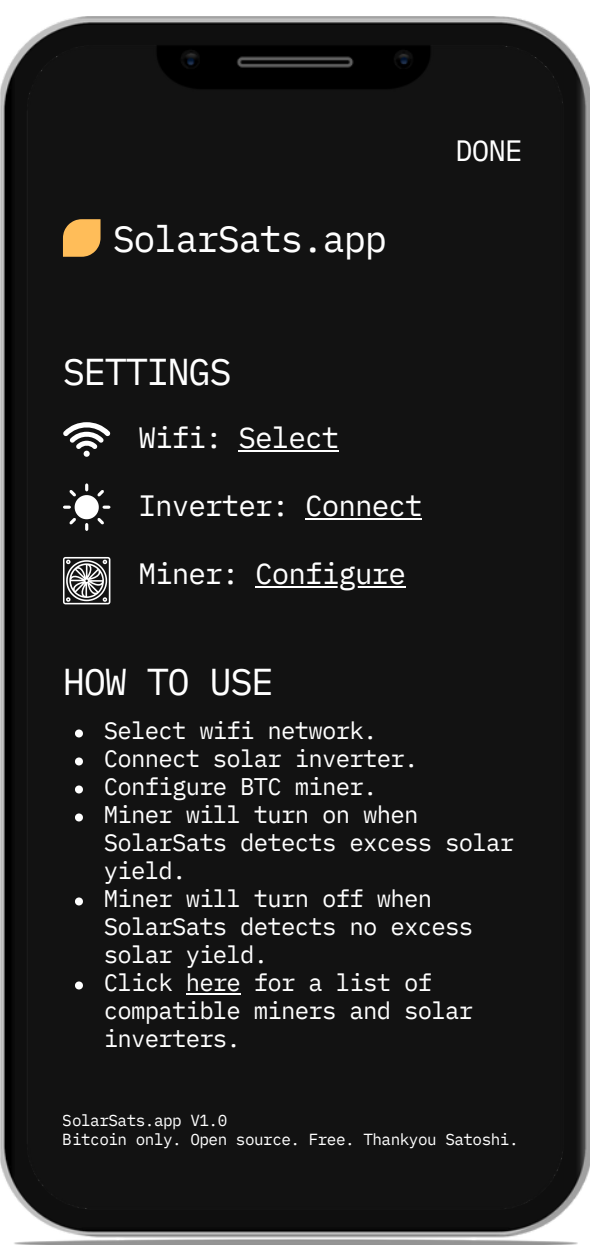 DONE
SolarSats.app
SETTINGS
Wifi: Select
Inverter: Connect
Miner: Configure
HOW TO USE
• Select wifi network.
• Connect solar inverter.
• Configure BTC miner.
• Miner will turn on when
SolarSats detects excess solar
yield.
• Miner will turn off when
SolarSats detects no excess
solar yield.
• Click here for a list of
compatible miners and solar
inverters.
SolarSats.app V1.0
Bitcoin only. Open source. Free. Thankyou Satoshi.